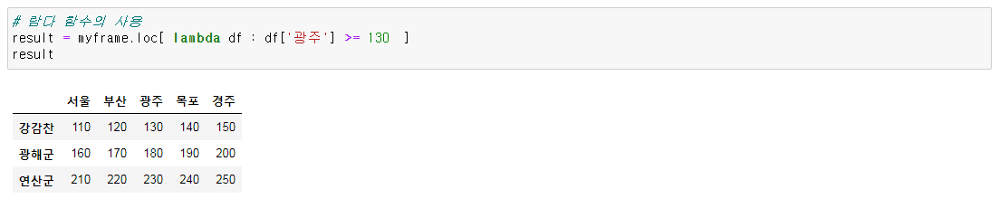 # 람다 함수의 사용
result = myframe.loc[ lambda df : df['광주'] >= 130  ]
result
서울 부산 광주 목포 경주
강감찬 110 120 130 140 150
광해군 160 170 180 190 200
연산군 210 220 230 240 250